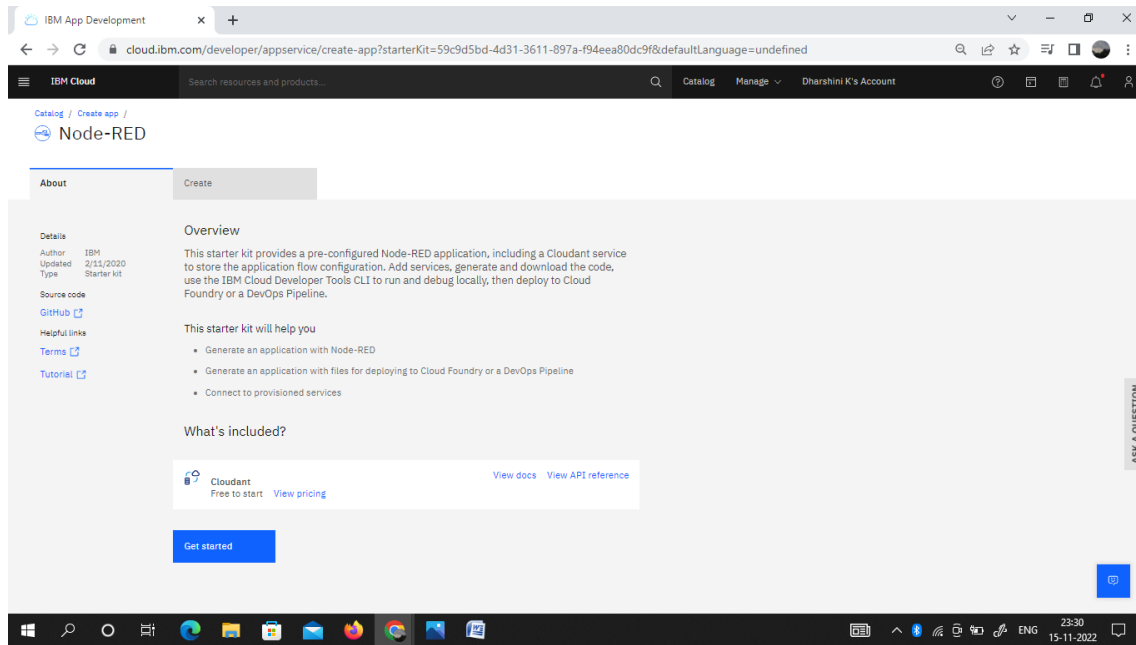 IBM App Development
cloud.ibm.com/developer/appservice/create-app?starterKit=59c9d5bd-4d31-3611-897a-f94eea80dc9f&defaultLanguage=undefined
IBM Cloud
Search resources and products...
Catalog
Manage
Dharshini K's Account
Catalog / Create app /
Node-RED
About
Create
Details
Author IBM
Updated 2/11/2020
Type Starter kit
Source code
GitHub
Helpful links
Terms
Tutorial
Overview
This starter kit provides a pre-configured Node-RED application, including a Cloudant service
to store the application flow configuration. Add services, generate and download the code,
use the IBM Cloud Developer Tools CLI to run and debug locally, then deploy to Cloud
Foundry or a DevOps Pipeline.
This starter kit will help you
• Generate an application with Node-RED
• Generate an application with files for deploying to Cloud Foundry or a DevOps Pipeline
• Connect to provisioned services
What's included?
Cloudant
Free to start View pricing
View docs View API reference
Get started
ASK A QUESTION
ENG
23:30
15-11-2022